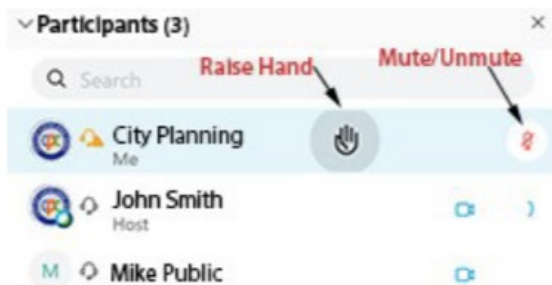 Participants (3)
Search
Raise Hand
Mute/Unmute
City Planning
Me
John Smith
Host
M Mike Public